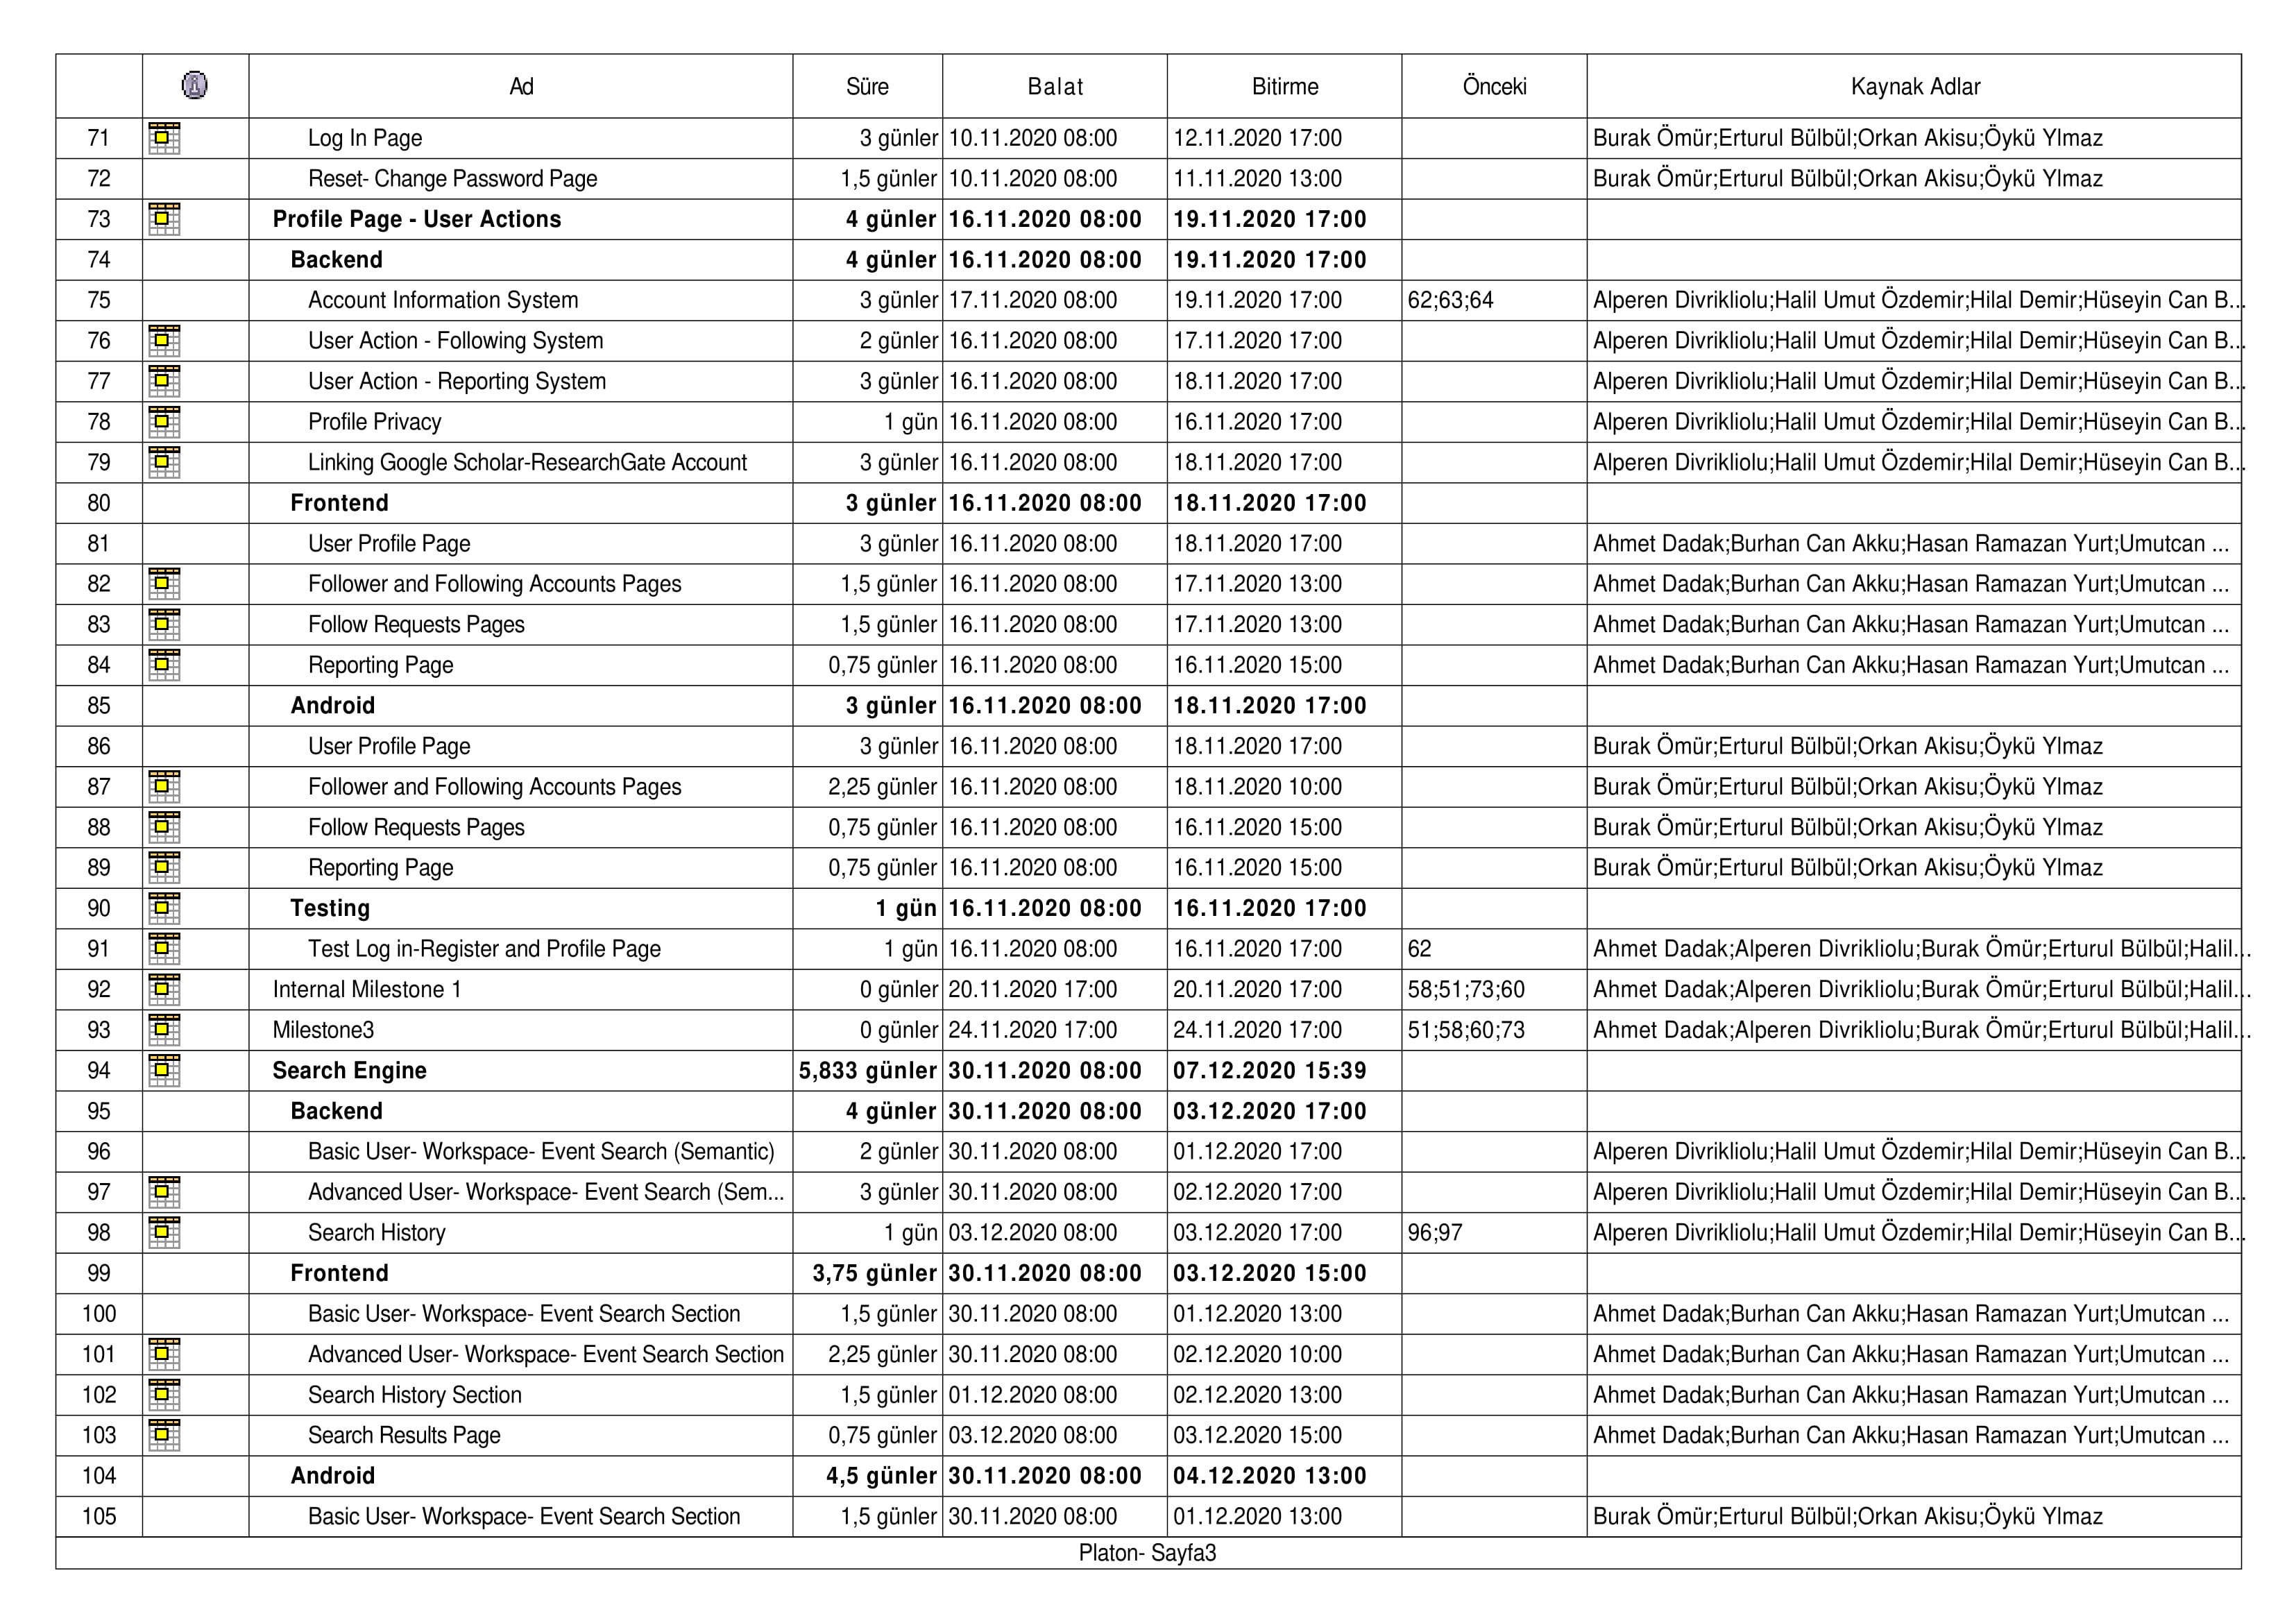 Ad Süre Balat Bitirme Önceki Kaynak Adlar
71 Log In Page 3 günler 10.11.2020 08:00 12.11.2020 17:00 Burak Ömür;Erturul Bülbül;Orkan Akisu;Öykü Ylmaz
72 Reset- Change Password Page 1,5 günler 10.11.2020 08:00 11.11.2020 13:00 Burak Ömür;Erturul Bülbül;Orkan Akisu;Öykü Ylmaz
73 Profile Page - User Actions 4 günler 16.11.2020 08:00 19.11.2020 17:00
74 Backend 4 günler 16.11.2020 08:00 19.11.2020 17:00
75 Account Information System 3 günler 17.11.2020 08:00 19.11.2020 17:00 62;63;64 Alperen Divrikliolu;Halil Umut Özdemir;Hilal Demir;Hüseyin Can B...
76 User Action - Following System 2 günler 16.11.2020 08:00 17.11.2020 17:00 Alperen Divrikliolu;Halil Umut Özdemir;Hilal Demir;Hüseyin Can B...
77 User Action - Reporting System 3 günler 16.11.2020 08:00 18.11.2020 17:00 Alperen Divrikliolu;Halil Umut Özdemir;Hilal Demir;Hüseyin Can B...
78 Profile Privacy 1 gün 16.11.2020 08:00 16.11.2020 17:00 Alperen Divrikliolu;Halil Umut Özdemir;Hilal Demir;Hüseyin Can B...
79 Linking Google Scholar-ResearchGate Account 3 günler 16.11.2020 08:00 18.11.2020 17:00 Alperen Divrikliolu;Halil Umut Özdemir;Hilal Demir;Hüseyin Can B...
80 Frontend 3 günler 16.11.2020 08:00 18.11.2020 17:00
81 User Profile Page 3 günler 16.11.2020 08:00 18.11.2020 17:00 Ahmet Dadak;Burhan Can Akku;Hasan Ramazan Yurt;Umutcan ...
82 Follower and Following Accounts Pages 1,5 günler 16.11.2020 08:00 17.11.2020 13:00 Ahmet Dadak;Burhan Can Akku;Hasan Ramazan Yurt;Umutcan ...
83 Follow Requests Pages 1,5 günler 16.11.2020 08:00 17.11.2020 13:00 Ahmet Dadak;Burhan Can Akku;Hasan Ramazan Yurt;Umutcan ...
84 Reporting Page 0,75 günler 16.11.2020 08:00 16.11.2020 15:00 Ahmet Dadak;Burhan Can Akku;Hasan Ramazan Yurt;Umutcan ...
85 Android 3 günler 16.11.2020 08:00 18.11.2020 17:00
86 User Profile Page 3 günler 16.11.2020 08:00 18.11.2020 17:00 Burak Ömür;Erturul Bülbül;Orkan Akisu;Öykü Ylmaz
87 Follower and Following Accounts Pages 2,25 günler 16.11.2020 08:00 18.11.2020 10:00 Burak Ömür;Erturul Bülbül;Orkan Akisu;Öykü Ylmaz
88 Follow Requests Pages 0,75 günler 16.11.2020 08:00 16.11.2020 15:00 Burak Ömür;Erturul Bülbül;Orkan Akisu;Öykü Ylmaz
89 Reporting Page 0,75 günler 16.11.2020 08:00 16.11.2020 15:00 Burak Ömür;Erturul Bülbül;Orkan Akisu;Öykü Ylmaz
90 Testing 1 gün 16.11.2020 08:00 16.11.2020 17:00
91 Test Log in-Register and Profile Page 1 gün 16.11.2020 08:00 16.11.2020 17:00 62 Ahmet Dadak;Alperen Divrikliolu;Burak Ömür;Erturul Bülbül;Halil...
92 Internal Milestone 1 0 günler 20.11.2020 17:00 20.11.2020 17:00 58;51;73;60 Ahmet Dadak;Alperen Divrikliolu;Burak Ömür;Erturul Bülbül;Halil...
93 Milestone3 0 günler 24.11.2020 17:00 24.11.2020 17:00 51;58;60;73 Ahmet Dadak;Alperen Divrikliolu;Burak Ömür;Erturul Bülbül;Halil...
94 Search Engine 5,833 günler 30.11.2020 08:00 07.12.2020 15:39
95 Backend 4 günler 30.11.2020 08:00 03.12.2020 17:00
96 Basic User- Workspace- Event Search (Semantic) 2 günler 30.11.2020 08:00 01.12.2020 17:00 Alperen Divrikliolu;Halil Umut Özdemir;Hilal Demir;Hüseyin Can B...
97 Advanced User- Workspace- Event Search (Sem... 3 günler 30.11.2020 08:00 02.12.2020 17:00 Alperen Divrikliolu;Halil Umut Özdemir;Hilal Demir;Hüseyin Can B...
98 Search History 1 gün 03.12.2020 08:00 03.12.2020 17:00 96;97 Alperen Divrikliolu;Halil Umut Özdemir;Hilal Demir;Hüseyin Can B...
99 Frontend 3,75 günler 30.11.2020 08:00 03.12.2020 15:00
100 Basic User- Workspace- Event Search Section 1,5 günler 30.11.2020 08:00 01.12.2020 13:00 Ahmet Dadak;Burhan Can Akku;Hasan Ramazan Yurt;Umutcan ...
101 Advanced User- Workspace- Event Search Section 2,25 günler 30.11.2020 08:00 02.12.2020 10:00 Ahmet Dadak;Burhan Can Akku;Hasan Ramazan Yurt;Umutcan ...
102 Search History Section 1,5 günler 01.12.2020 08:00 02.12.2020 13:00 Ahmet Dadak;Burhan Can Akku;Hasan Ramazan Yurt;Umutcan ...
103 Search Results Page 0,75 günler 03.12.2020 08:00 03.12.2020 15:00 Ahmet Dadak;Burhan Can Akku;Hasan Ramazan Yurt;Umutcan ...
104 Android 4,5 günler 30.11.2020 08:00 04.12.2020 13:00
105 Basic User- Workspace- Event Search Section 1,5 günler 30.11.2020 08:00 01.12.2020 13:00 Burak Ömür;Erturul Bülbül;Orkan Akisu;Öykü Ylmaz
Platon- Sayfa3